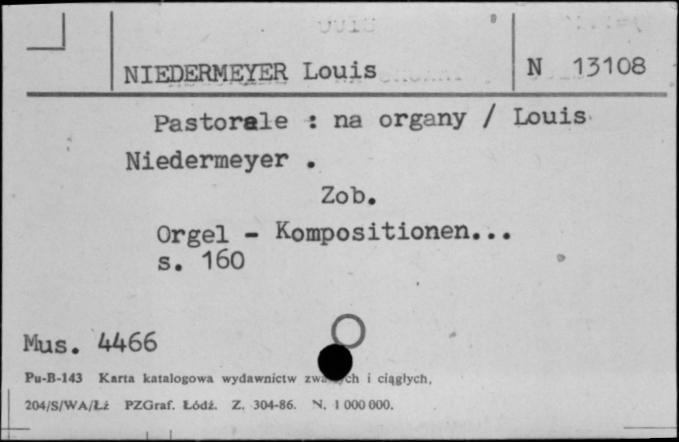 NIEDERMEYER Louis N 13108
Pastorale : na organy / Louis
Niedermeyer .
Zob.
Orgel - Kompositionen...
s. 160
Mus. 4466
Pu-B-143 Karta katalogowa wydawnictw i ciągłych,
204/S/WA/Łż PZGraf. Łódź. Z. 304-86. N. 1 000 000.